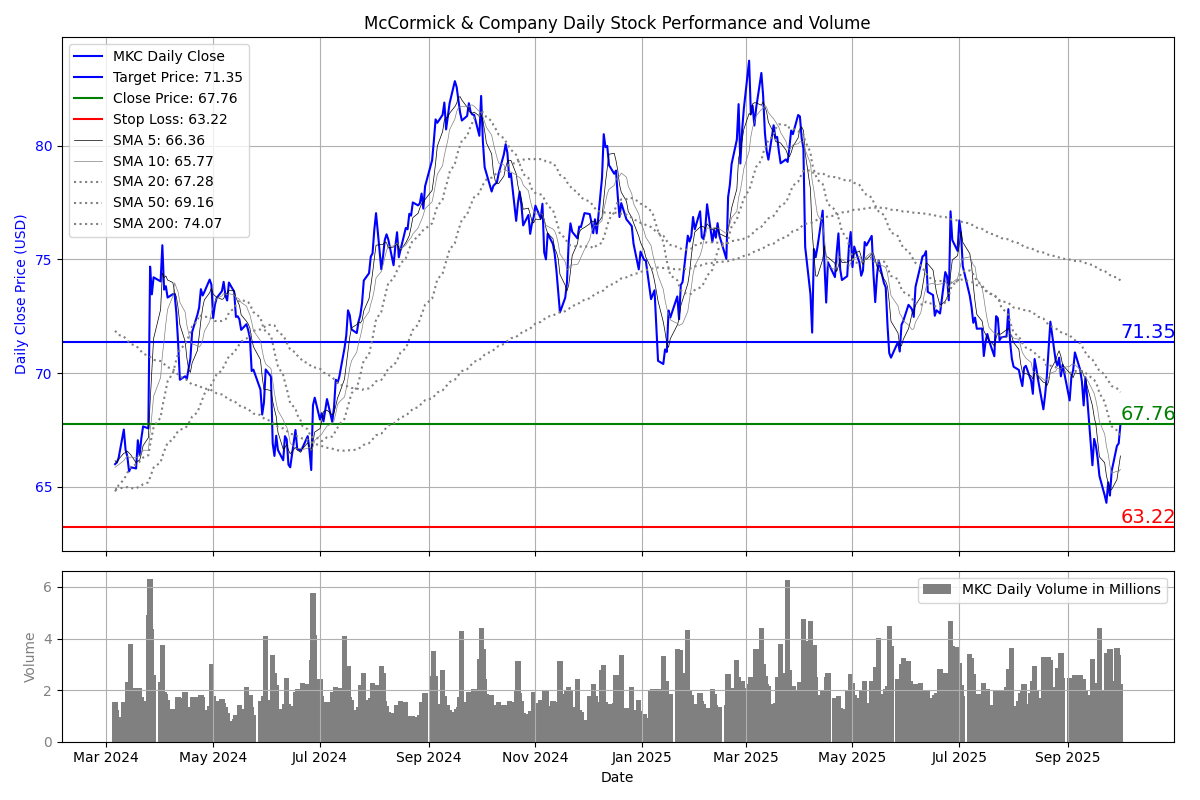 McCormick & Company Daily Stock Performance and Volume
MKC Daily Close
Target Price: 71.35
Close Price: 67.76
Stop Loss: 63.22
SMA 5: 66.36
SMA 10: 65.77
SMA 20: 67.28
SMA 50: 69.16
SMA 200: 74.07
Daily Close Price (USD)
80
75
70
65
71.35
67.76
63.22
MKC Daily Volume in Millions
Volume
6
4
2
0
Mar 2024 May 2024 Jul 2024 Sep 2024 Nov 2024 Jan 2025 Mar 2025 May 2025 Jul 2025 Sep 2025
Date